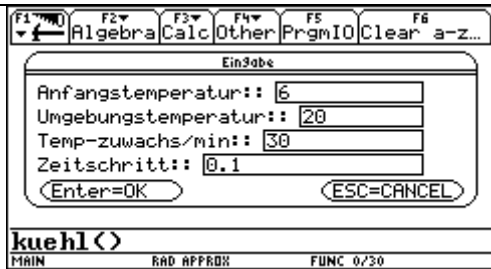 F1 F2 F3 F4 F5 F6
Algebra Calc Other PrgmIO Clear a-z...
Eingabe
Anfangstemperatur:: 6
Umgebungstemperatur:: 20
Temp-zuwachs/min:: 30
Zeitschritt:: 0.1
Enter=OK ESC=CANCEL
kuehl()
MAIN RAD APPROX FUNC 0/30